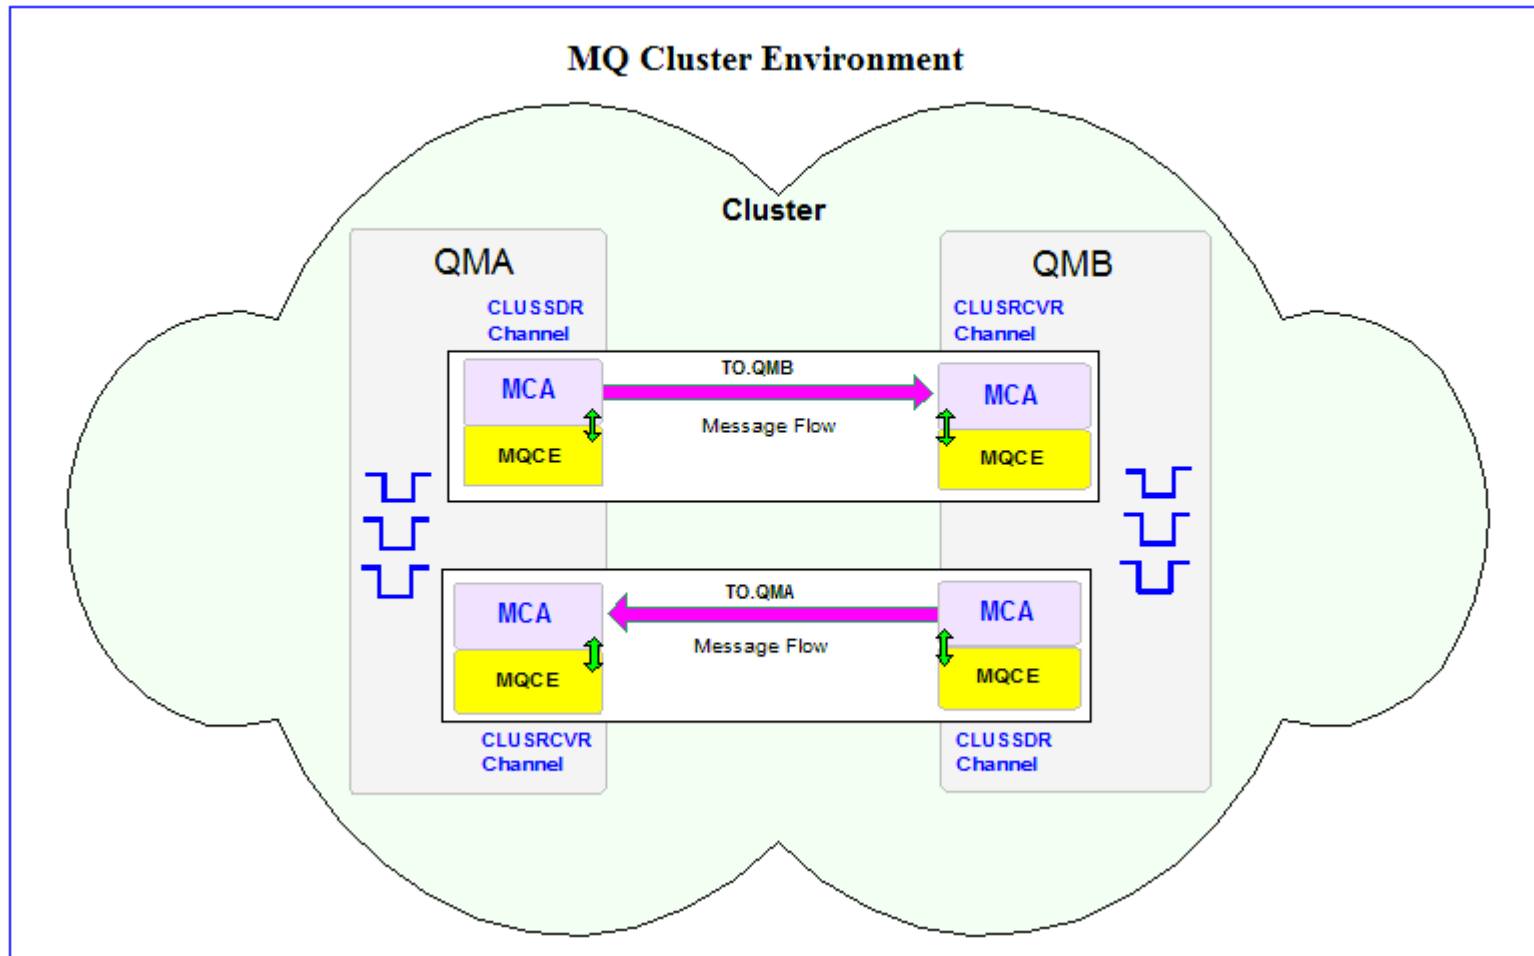 MQ Cluster Environment
Cluster
QMA
QMB
CLUSSDR
Channel
CLUSRCVR
Channel
TO.QMB
MCA
MCA
Message Flow
MQCE
MQCE
TO.QMA
MCA
MCA
Message Flow
MQCE
MQCE
CLUSRCVR
Channel
CLUSSDR
Channel